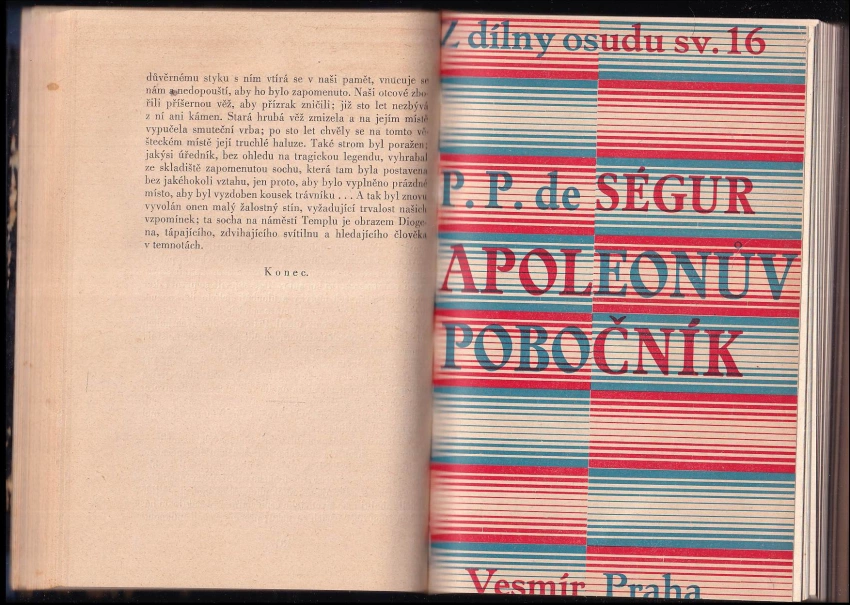 důvěrnému styku s ním vtírá se v naši pamět, vnucuje se
nám a nedopouští, aby ho bylo zapomenuto. Naši otcové zbo-
řili příšernou věž, aby přízrak zničili; již sto let nezbývá
z ní ani kámen. Stará hrubá věž zmizela a na jejím místě
vypučela smuteční vrba; po sto let chvěly se na tomto vě-
šteckém místě její truchlé haluze. Také strom byl poražen;
jakýsi úředník, bez ohledu na tragickou legendu, vyhrabal
ze skladiště zapomenutou sochu, která tam byla postavena
bez jakéhokoli vztahu, jen proto, aby bylo vyplněno prázdné
místo, aby byl vyzdoben kousek trávníku . . . A tak byl znovu
vyvolán onen malý žalostný stín, vyžadující trvalost našich
vzpomínek; ta socha na náměstí Templu je obrazem Dioge-
na, tápajícího, zdvihajícího svítilnu a hledajícího člověka
v temnotách.
Konec.
Z dílny osudu sv. 16
P. P. de SÉGUR
APOLEONŮV
POBOČNÍK
Vesmír Praha